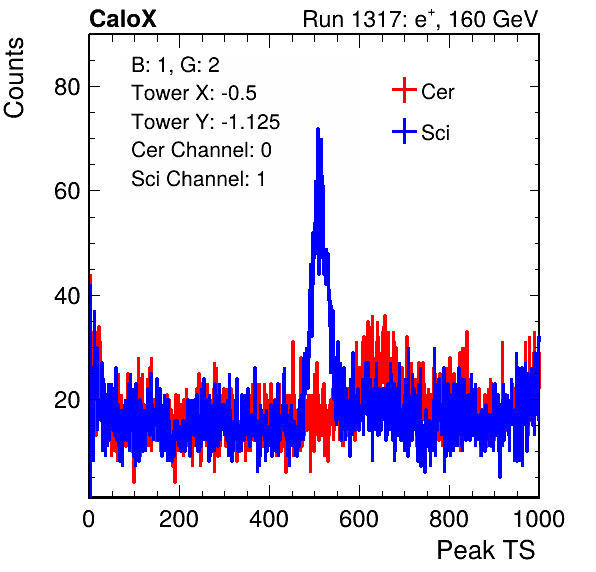 CaloX Run 1317: e+, 160 GeV
B: 1, G: 2
Tower X: -0.5
Tower Y: -1.125
Cer Channel: 0
Sci Channel: 1
Cer
Sci
Counts
80
60
40
20
0 200 400 600 800 1000
Peak TS